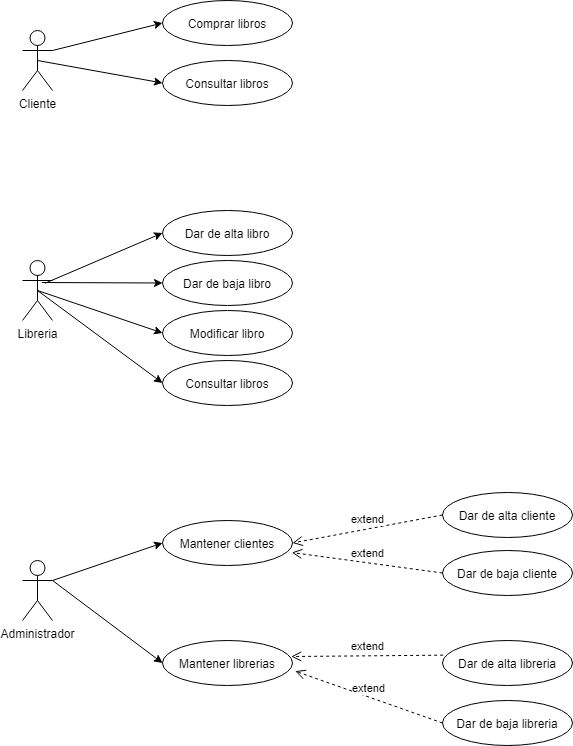 Comprar libros
Consultar libros
Cliente
Dar de alta libro
Dar de baja libro
Modificar libro
Libreria
Consultar libros
Dar de alta cliente
extend
Mantener clientes
extend
Dar de baja cliente
Administrador
extend
Mantener librerias
Dar de alta libreria
extend
Dar de baja libreria